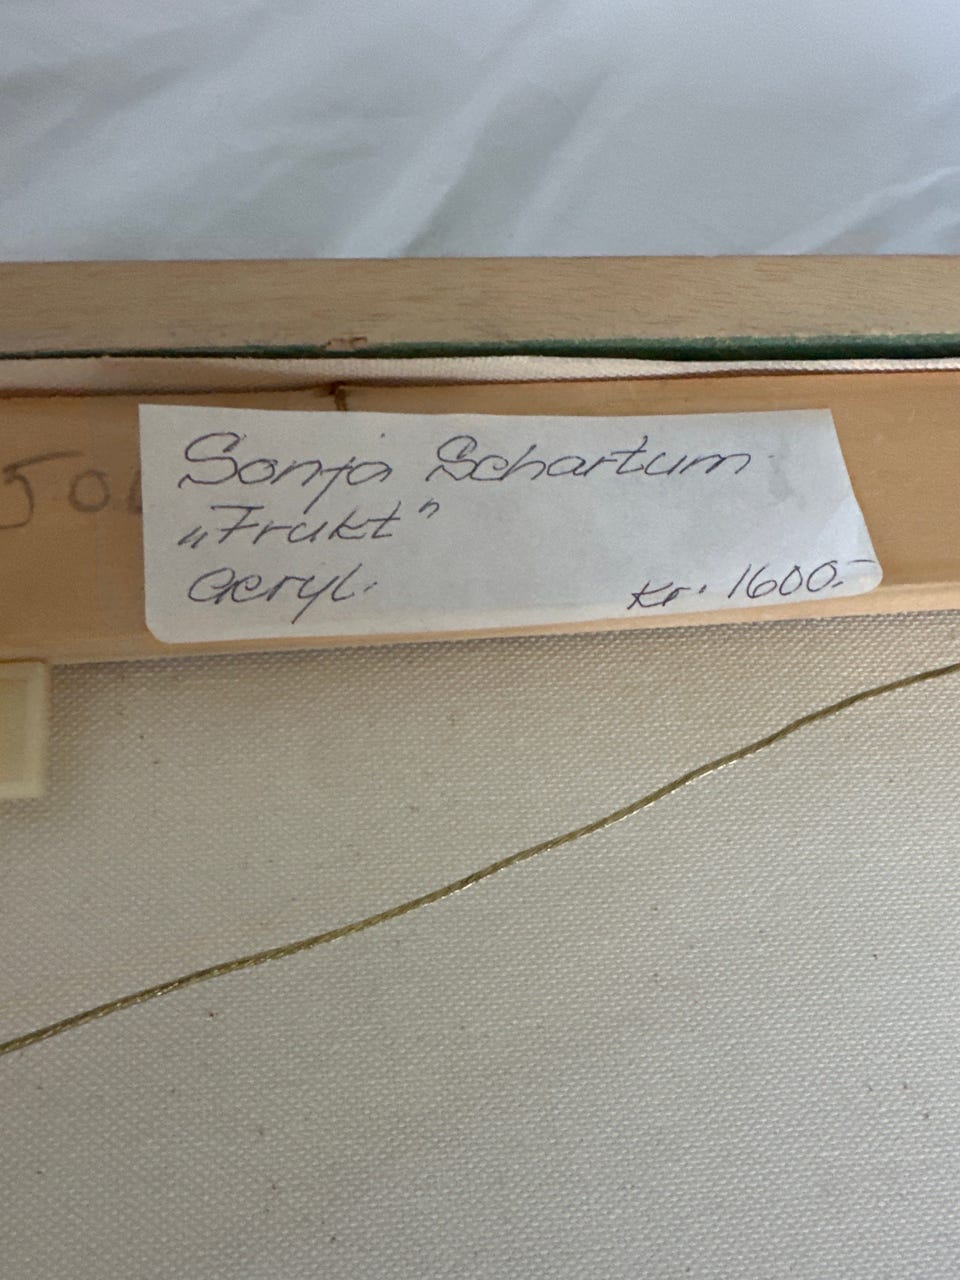 Sonja Schartum
„Frukt”
Acryl.
Kr. 1600.-